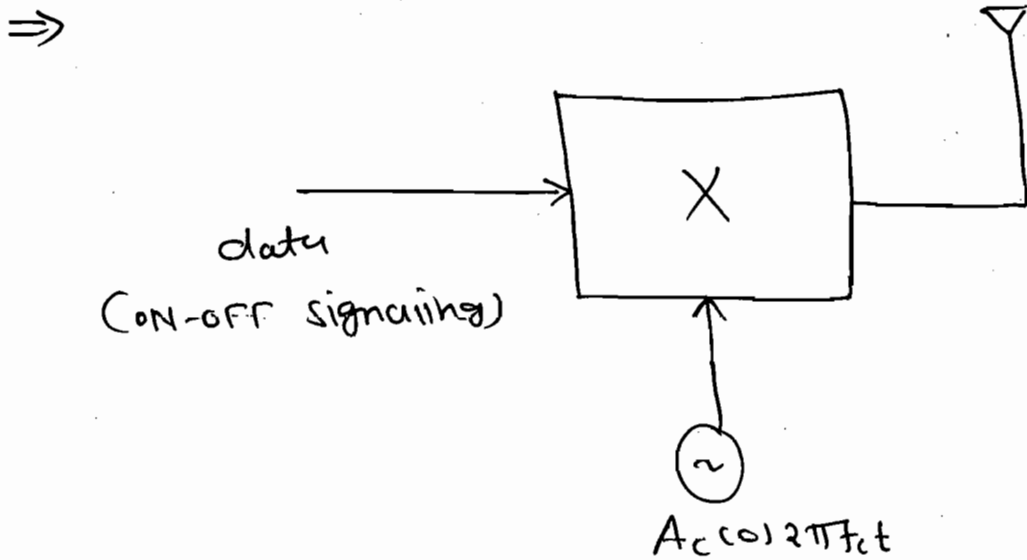 ⇒
X
data
(ON-OFF signaling)
~
Ac cos 2πfct